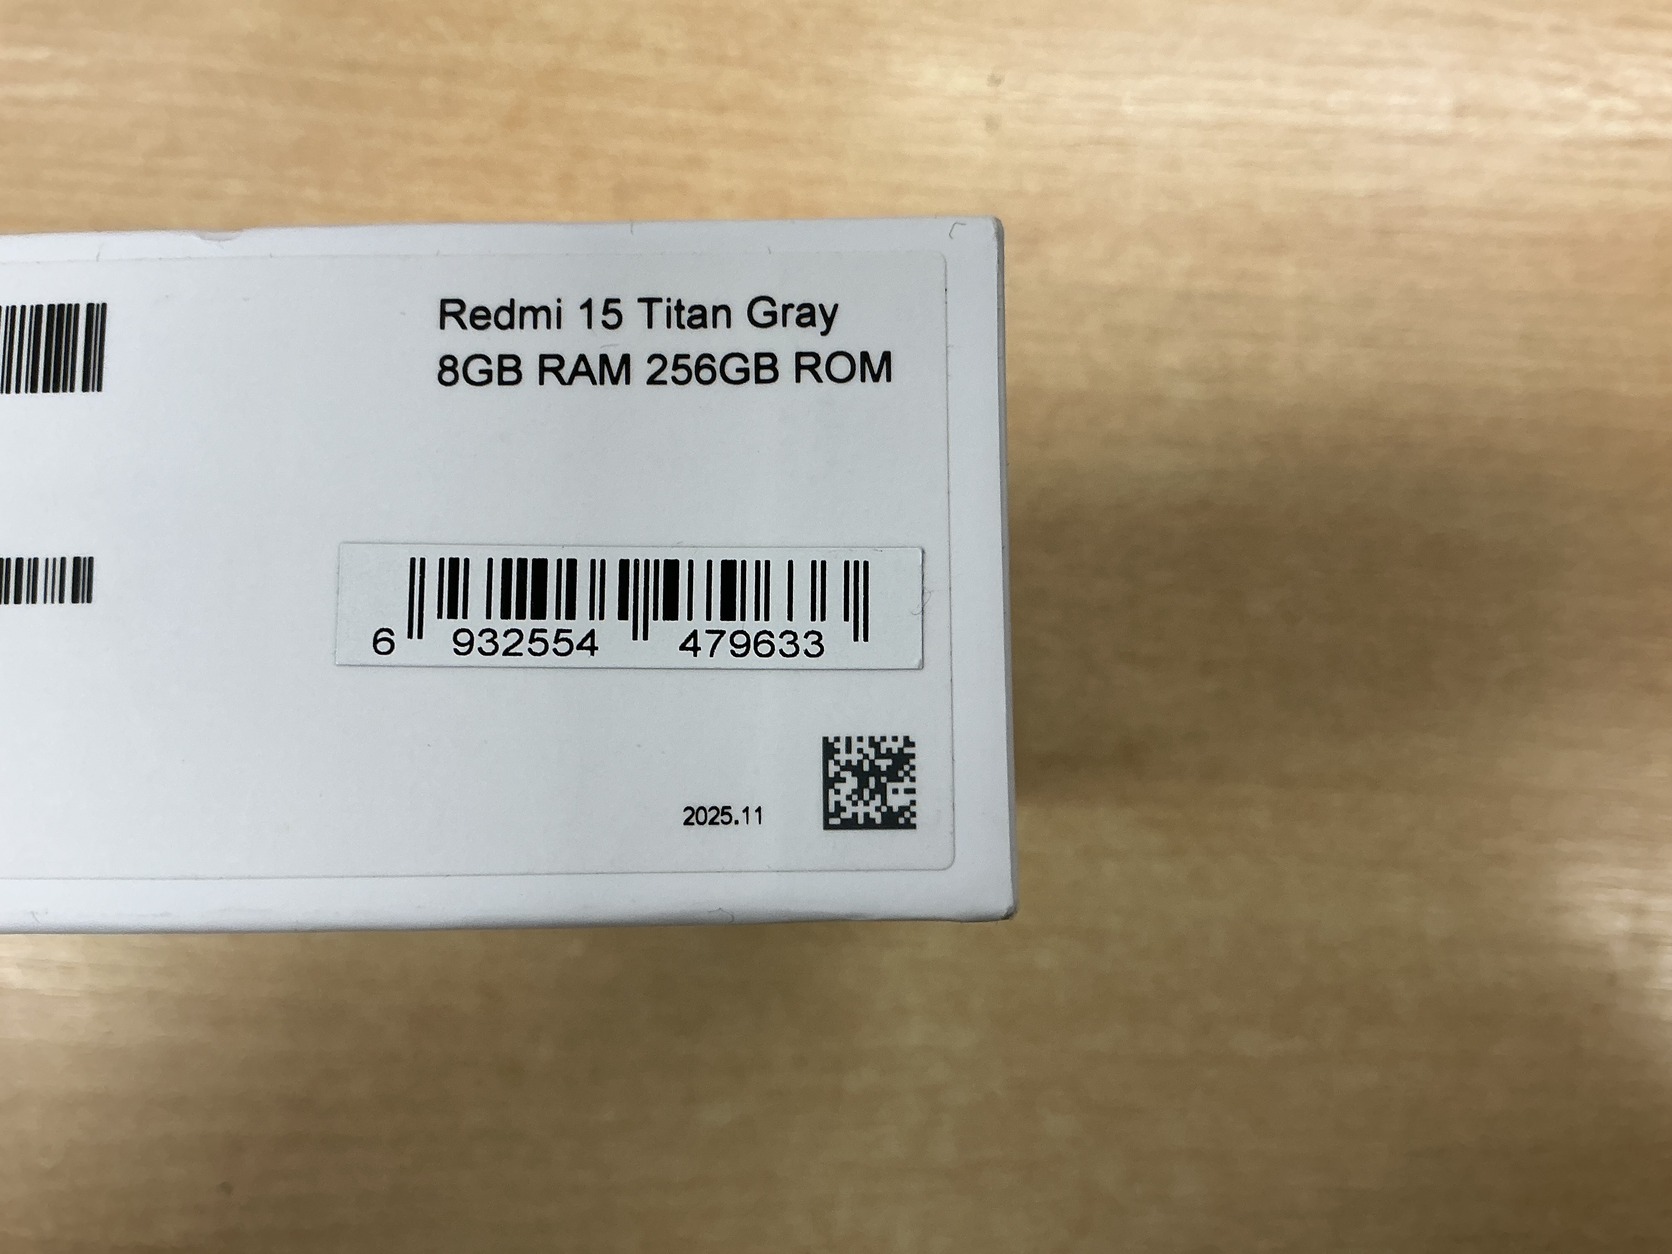 Redmi 15 Titan Gray
8GB RAM 256GB ROM
6 932554 479633
2025.11